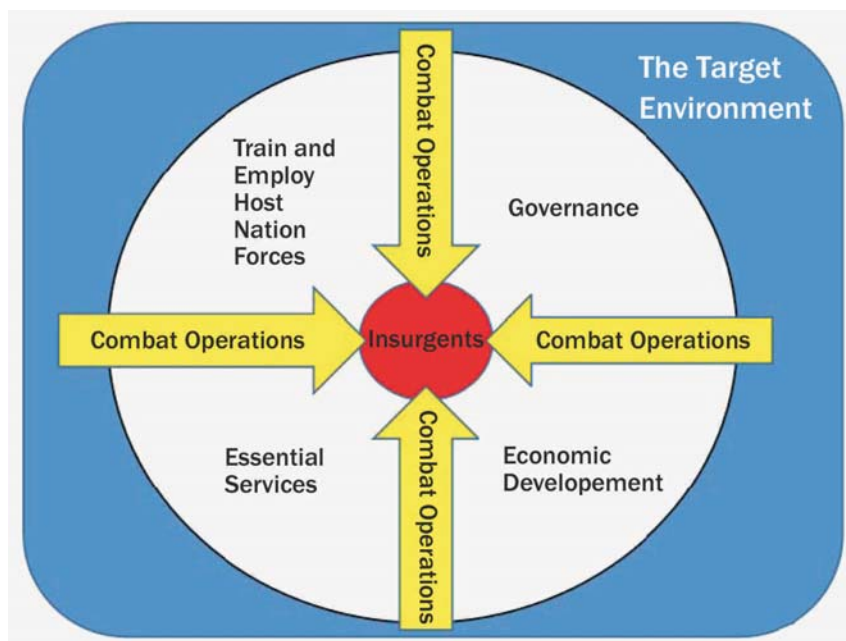 The Target
Environment
Combat Operations
Train and
Employ
Host
Nation
Forces
Governance
Combat Operations
Insurgents
Combat Operations
Essential
Services
Combat Operations
Economic
Developement